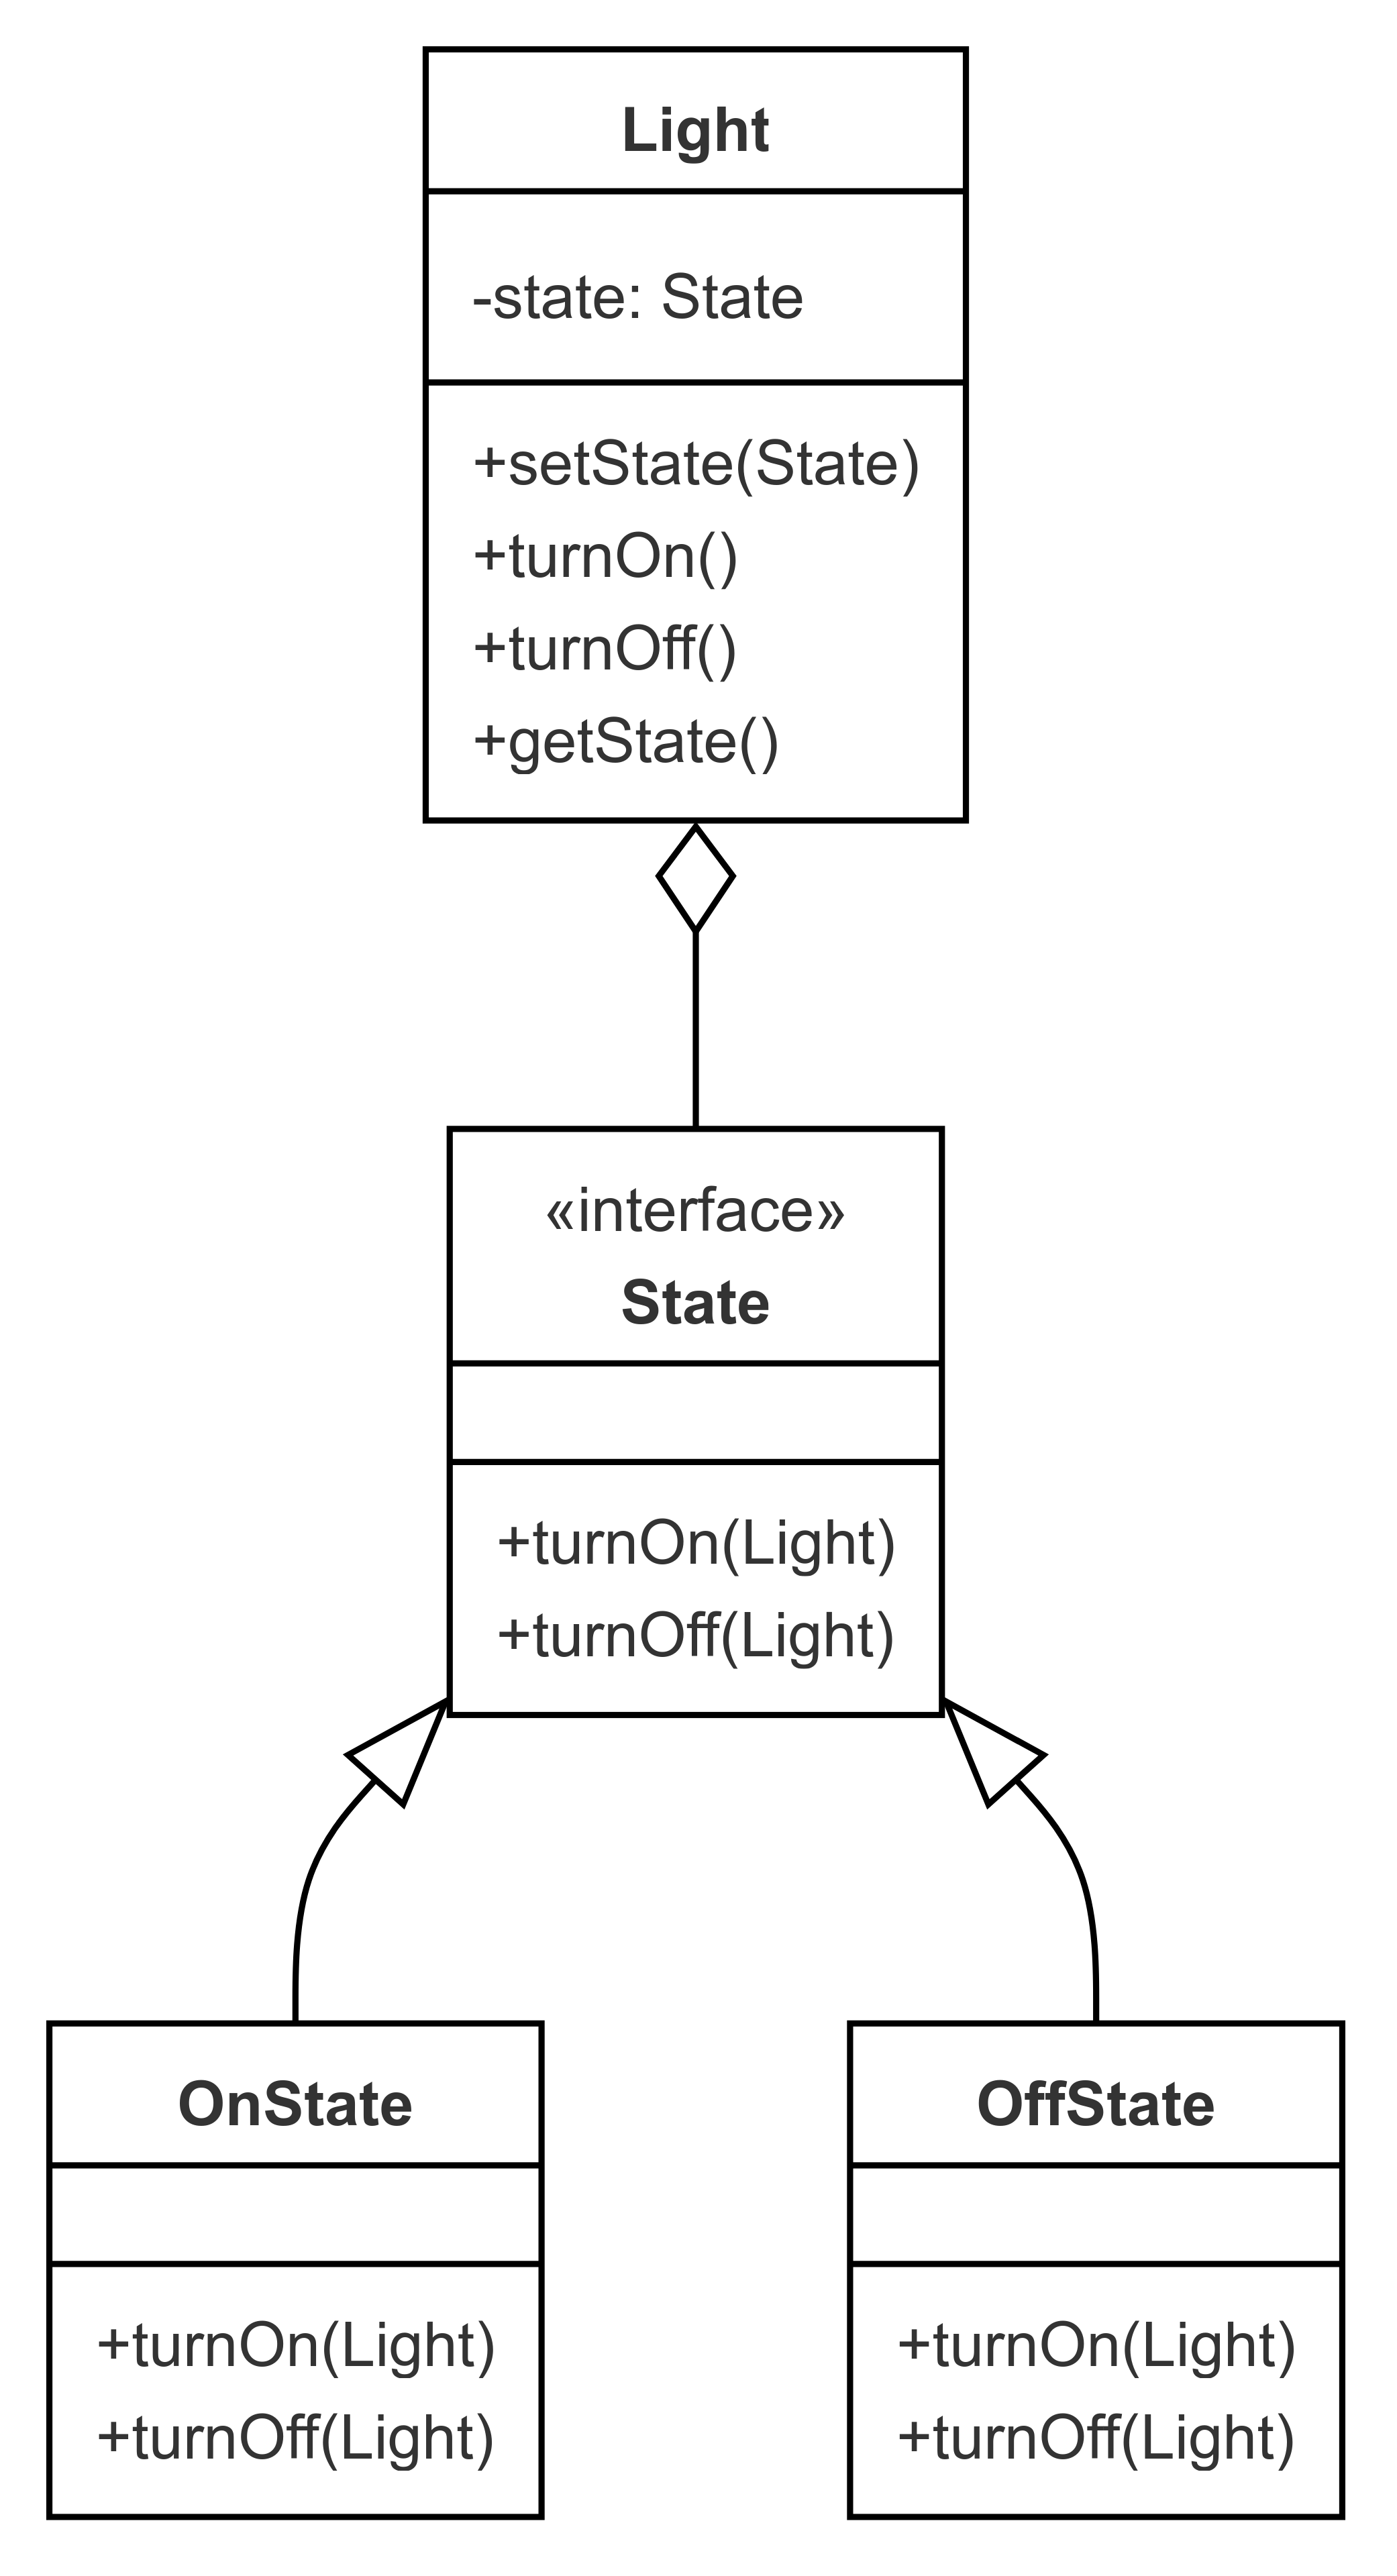 Light
-state: State
+setState(State)
+turnOn()
+turnOff()
+getState()
«interface»
State
+turnOn(Light)
+turnOff(Light)
OnState
+turnOn(Light)
+turnOff(Light)
OffState
+turnOn(Light)
+turnOff(Light)